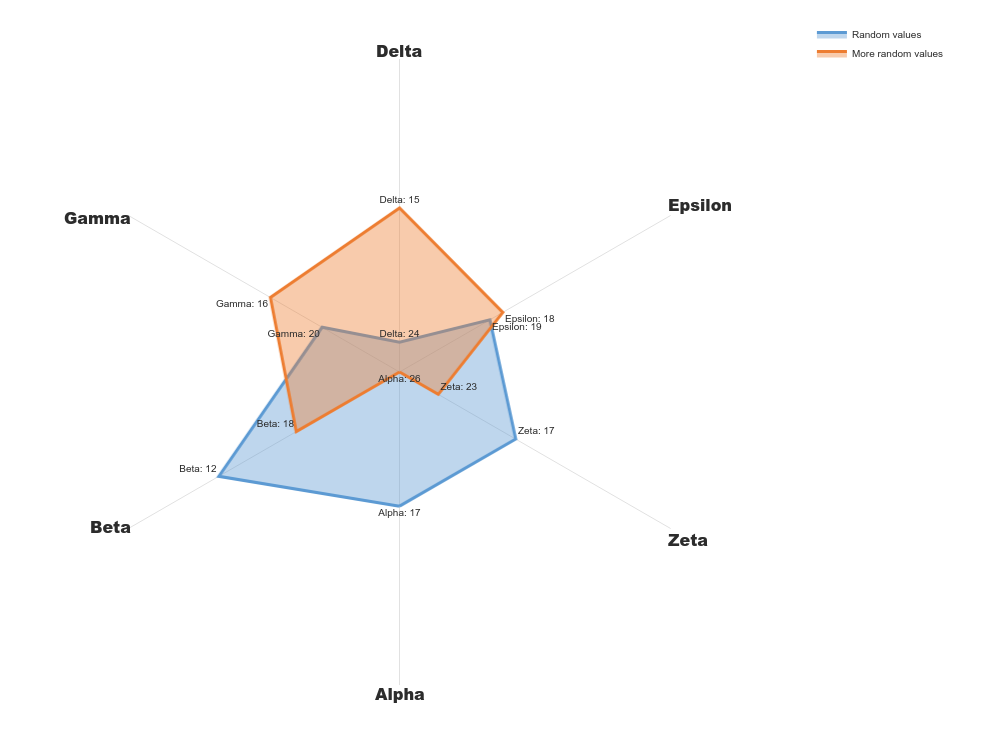 Random values
More random values
Delta
Epsilon
Gamma
Delta: 15
Gamma: 16
Epsilon: 18
Epsilon: 19
Gamma: 20
Delta: 24
Alpha: 26
Zeta: 23
Beta: 18
Zeta: 17
Beta: 12
Alpha: 17
Beta
Zeta
Alpha